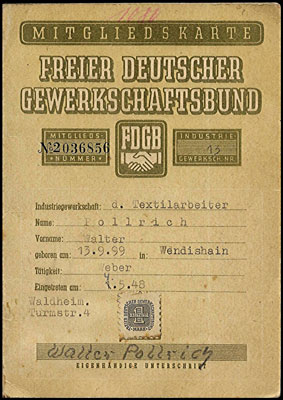 MITGLIEDSKARTE
FREIER DEUTSCHER
GEWERKSCHAFTSBUND
MITGLIEDS-
NUMMER
№2036856
FDGB
INDUSTRIE
15
GEWERKSCH.NR.
Industriegewerkschaft: d. Textilarbeiter
Name: Pollrich
Vorname: Walter
geboren am: 13.9.99 in Wendishain
Tätigkeit: Weber
Eingetreten am: 1.5.48
Waldheim.
Turmstr.4
1
Walter Pollrich
EIGENHÄNDIGE UNTERSCHRIFT